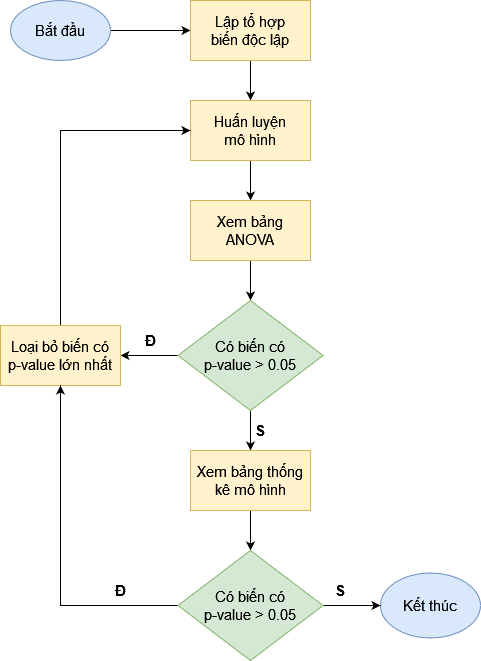 Bắt đầu
Lập tổ hợp
biến độc lập
Huấn luyện
mô hình
Xem bảng
ANOVA
Loại bỏ biến có
p-value lớn nhất
Đ
Có biến có
p-value > 0.05
S
Xem bảng thống
kê mô hình
Đ
Có biến có
p-value > 0.05
S
Kết thúc